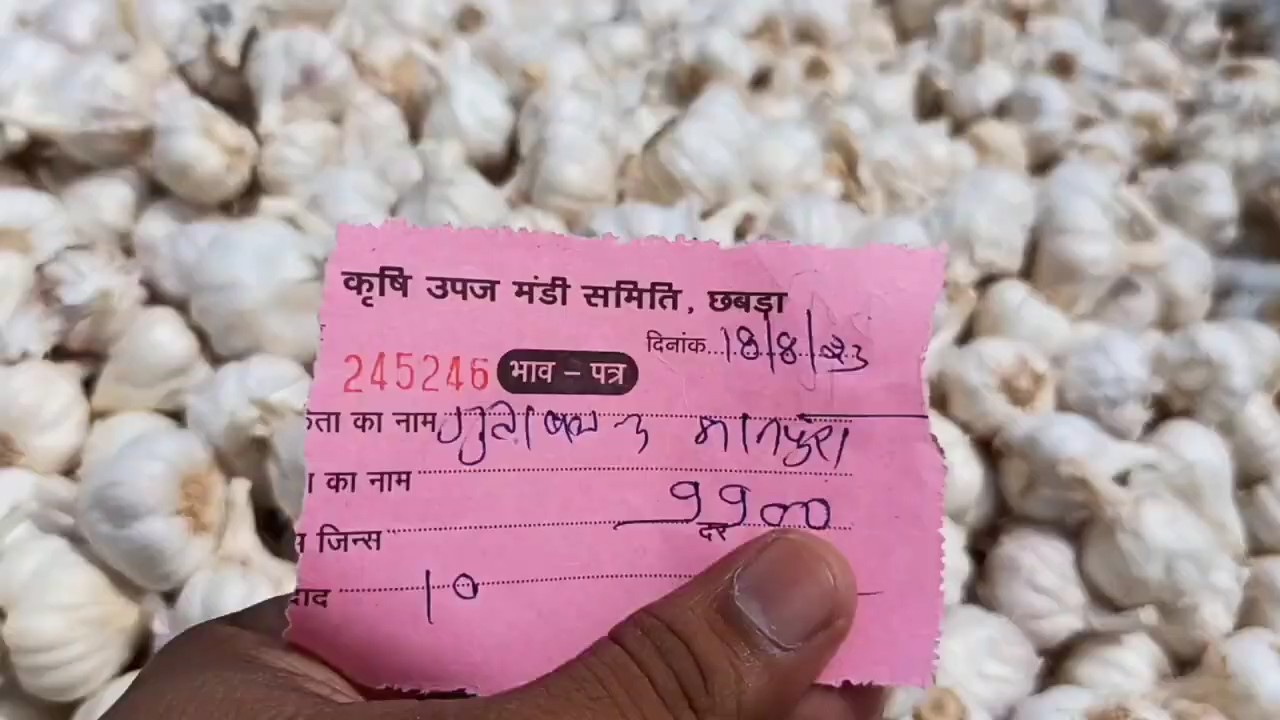 कृषि उपज मंडी समिति, छबड़ा
दिनांक...18/8/23
245246 भाव – पत्र
का नाम
का नाम
9900
दर
जिन्स
10